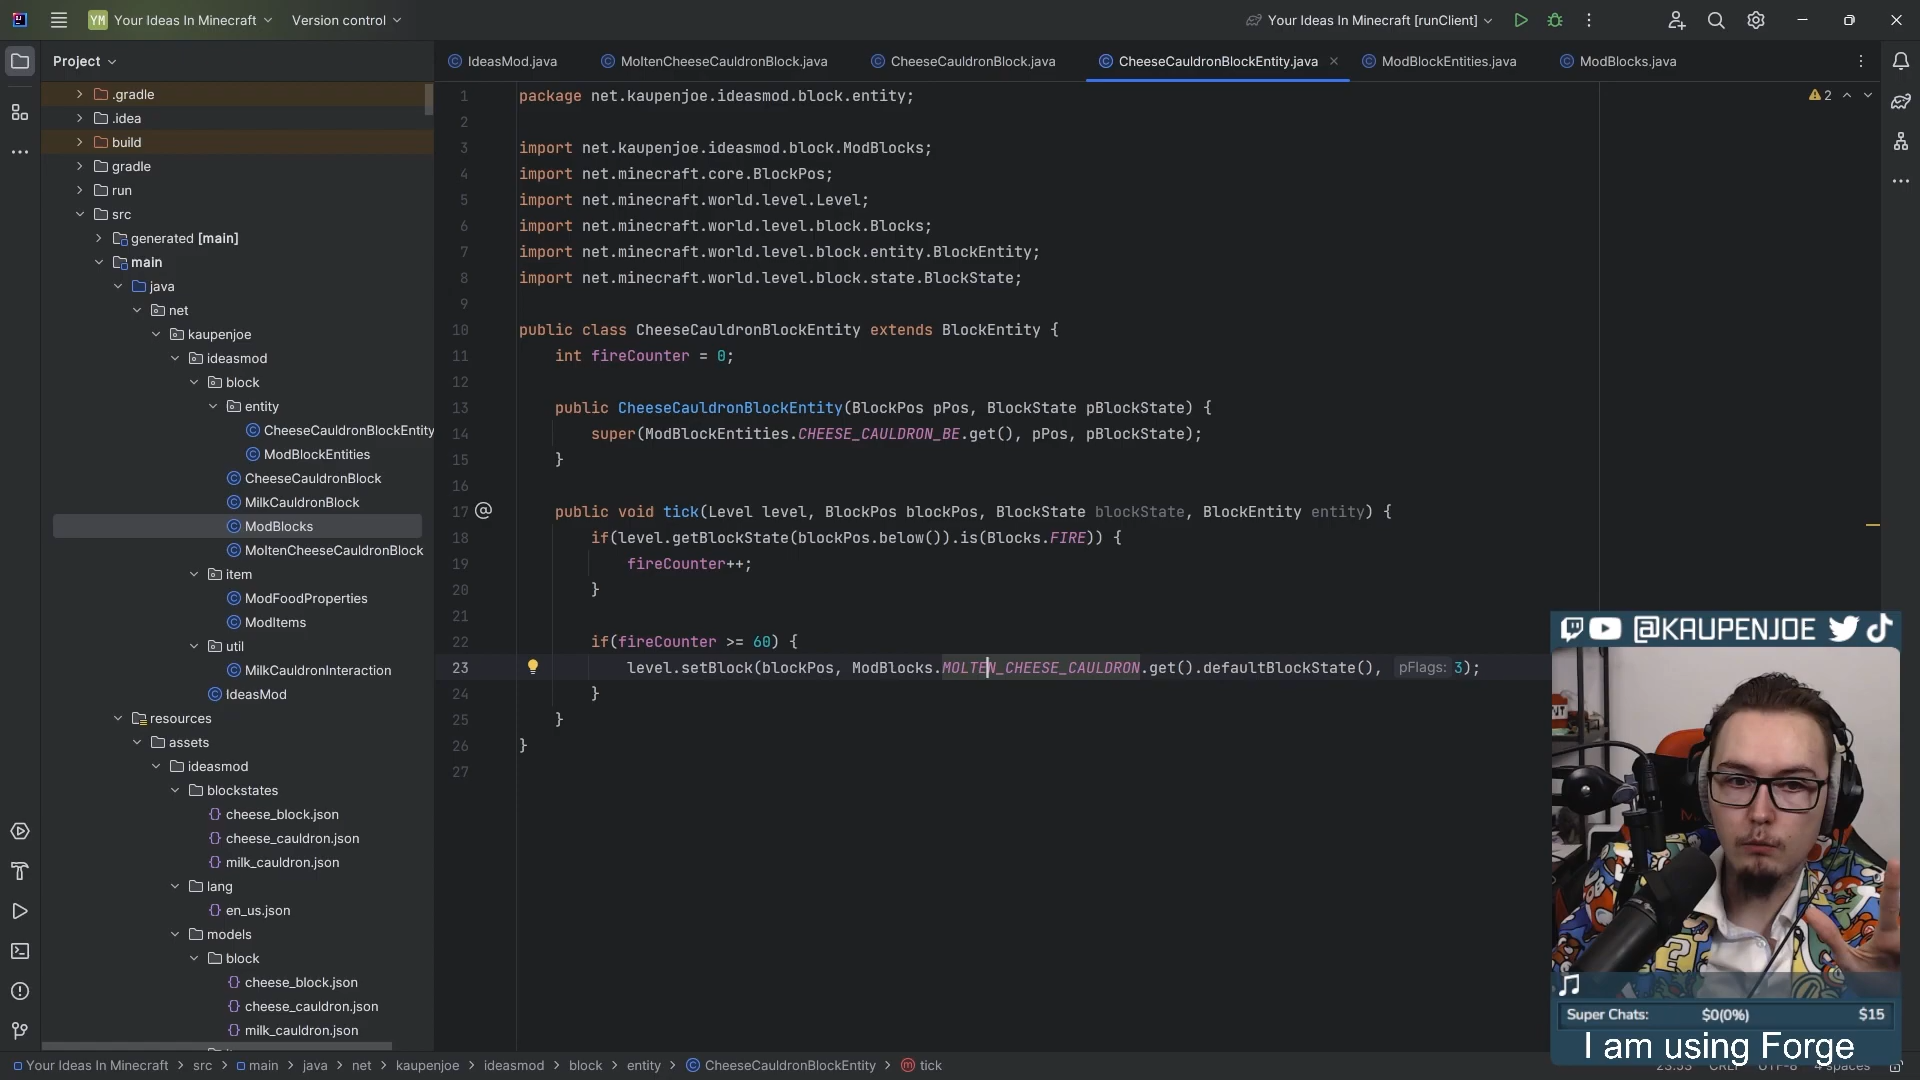 YM Your Ideas In Minecraft Version control Your Ideas In Minecraft [runClient]
Project
IdeasMod.java MoltenCheeseCauldronBlock.java CheeseCauldronBlock.java CheeseCauldronBlockEntity.java ModBlockEntities.java ModBlocks.java
.gradle
.idea
build
gradle
run
src
generated [main]
main
java
net
kaupenjoe
ideasmod
block
entity
CheeseCauldronBlockEntity
ModBlockEntities
CheeseCauldronBlock
MilkCauldronBlock
ModBlocks
MoltenCheeseCauldronBlock
item
ModFoodProperties
ModItems
util
MilkCauldronInteraction
IdeasMod
resources
assets
ideasmod
blockstates
cheese_block.json
cheese_cauldron.json
milk_cauldron.json
lang
en_us.json
models
block
cheese_block.json
cheese_cauldron.json
milk_cauldron.json
2
1 package net.kaupenjoe.ideasmod.block.entity;
2
3 import net.kaupenjoe.ideasmod.block.ModBlocks;
4 import net.minecraft.core.BlockPos;
5 import net.minecraft.world.level.Level;
6 import net.minecraft.world.level.block.Blocks;
7 import net.minecraft.world.level.block.entity.BlockEntity;
8 import net.minecraft.world.level.block.state.BlockState;
9
10 public class CheeseCauldronBlockEntity extends BlockEntity {
11 int fireCounter = 0;
12
13 public CheeseCauldronBlockEntity(BlockPos pPos, BlockState pBlockState) {
14 super(ModBlockEntities.CHEESE_CAULDRON_BE.get(), pPos, pBlockState);
15 }
16
17 @ public void tick(Level level, BlockPos blockPos, BlockState blockState, BlockEntity entity) {
18 if(level.getBlockState(blockPos.below()).is(Blocks.FIRE)) {
19 fireCounter++;
20 }
21
22 if(fireCounter >= 60) {
23 level.setBlock(blockPos, ModBlocks.MOLTEN_CHEESE_CAULDRON.get().defaultBlockState(), pFlags: 3);
24 }
25 }
26 }
27
@KAUPENJOE
Super Chats: $0(0%) $15
I am using Forge
Your Ideas In Minecraft > src > main > java > net > kaupenjoe > ideasmod > block > entity > CheeseCauldronBlockEntity > tick
23:53 CRLF UTF-8 4 spaces